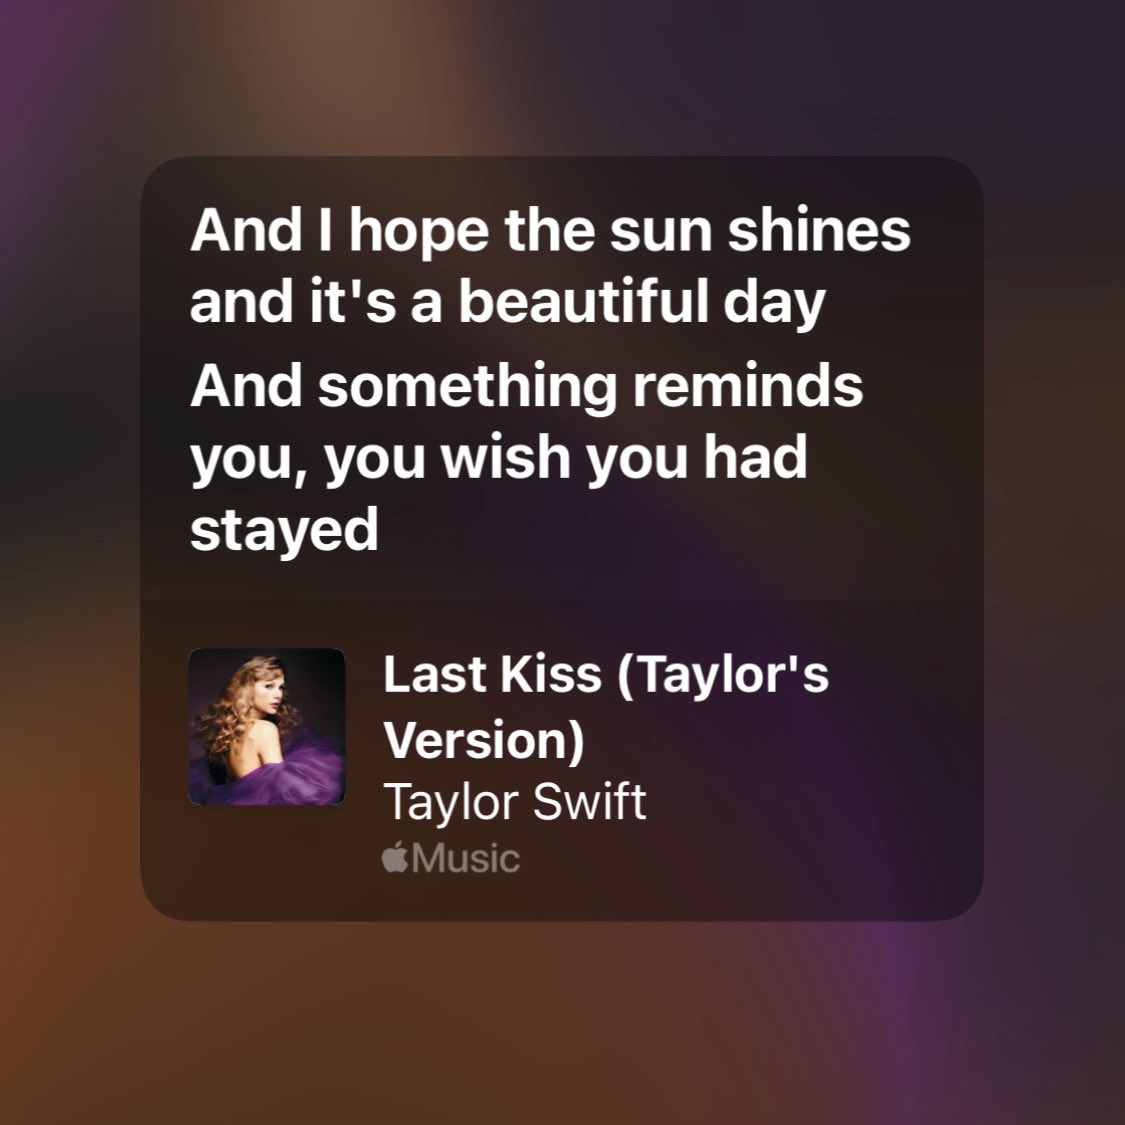 And I hope the sun shines
and it's a beautiful day
And something reminds
you, you wish you had
stayed
Last Kiss (Taylor's
Version)
Taylor Swift
Music